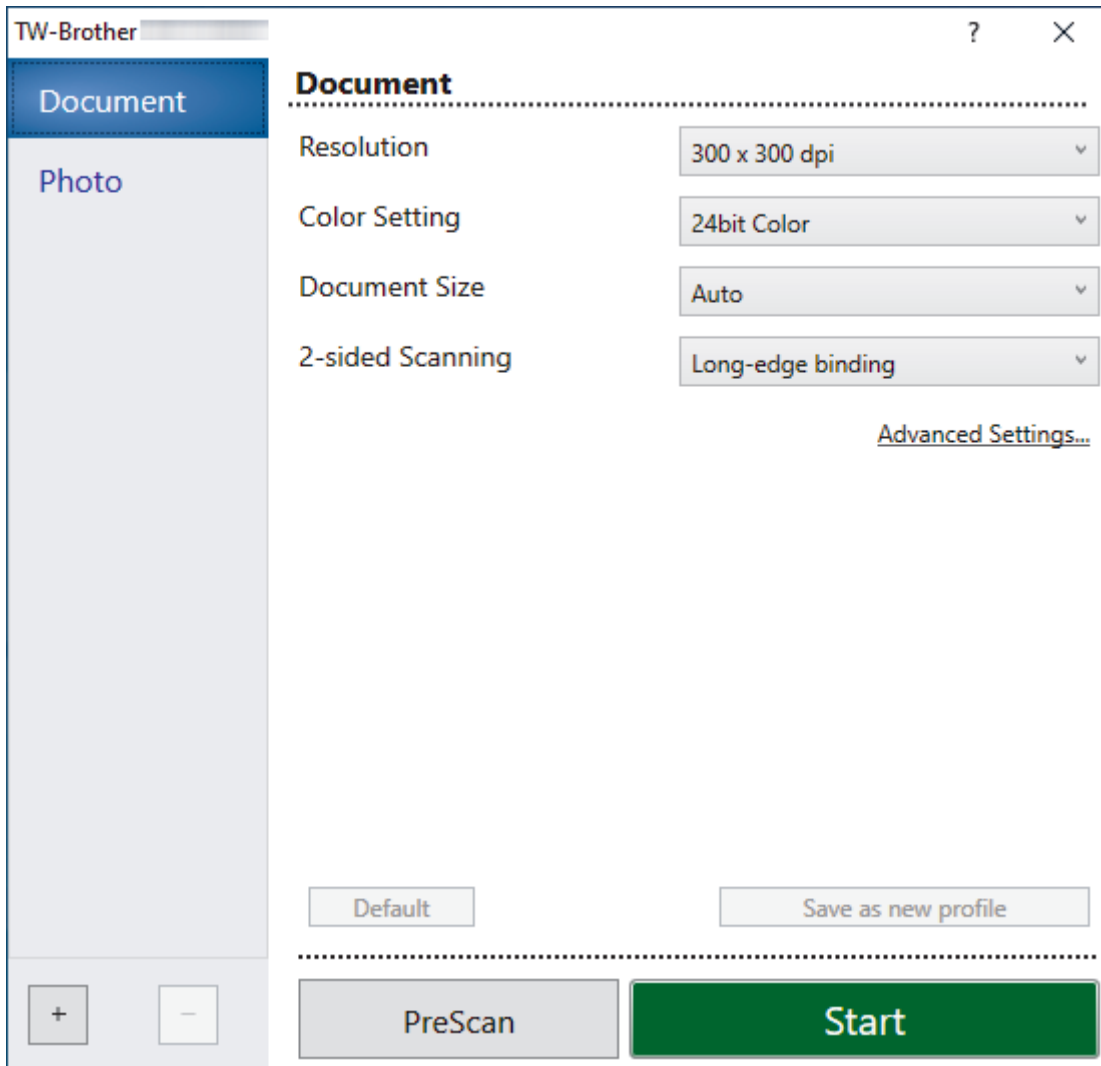 TW-Brother
?
Document
Photo
Document
Resolution 300 x 300 dpi
Color Setting 24bit Color
Document Size Auto
2-sided Scanning Long-edge binding
Advanced Settings...
Default Save as new profile
+ −
PreScan Start